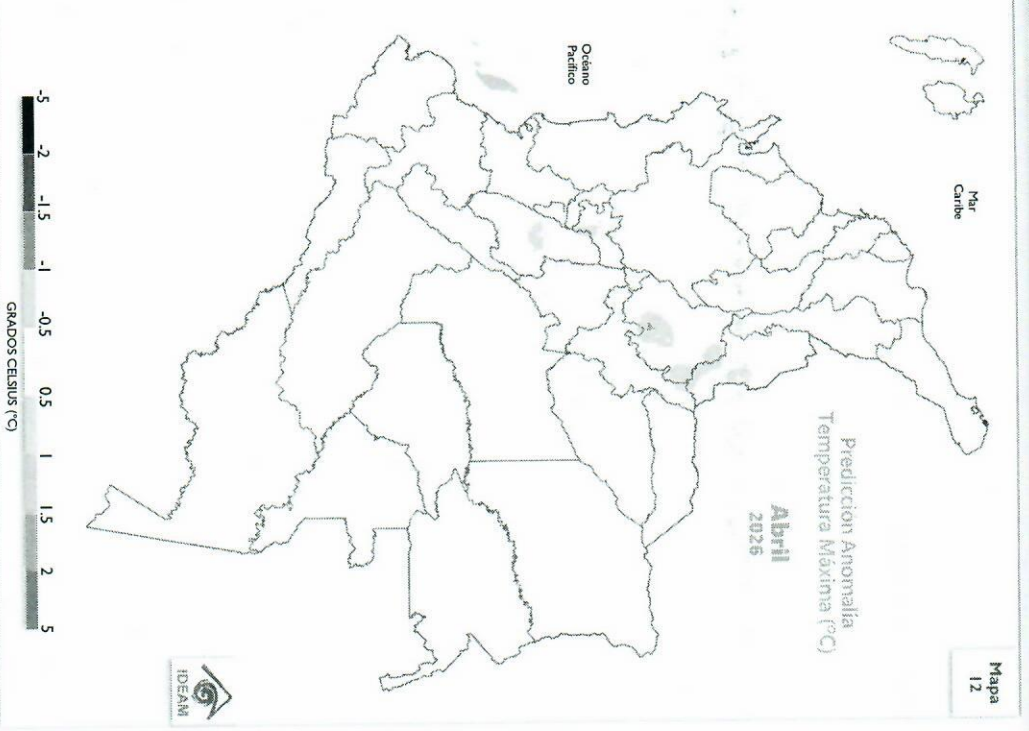 Mapa
12
Predicción Anomalía
Temperatura Máxima (°C)
Abril
2026
Mar
Caribe
Océano
Pacífico
-5 -2 -1.5 -1 -0.5 0.5 1 1.5 2 5
GRADOS CELSIUS (°C)
IDEAM